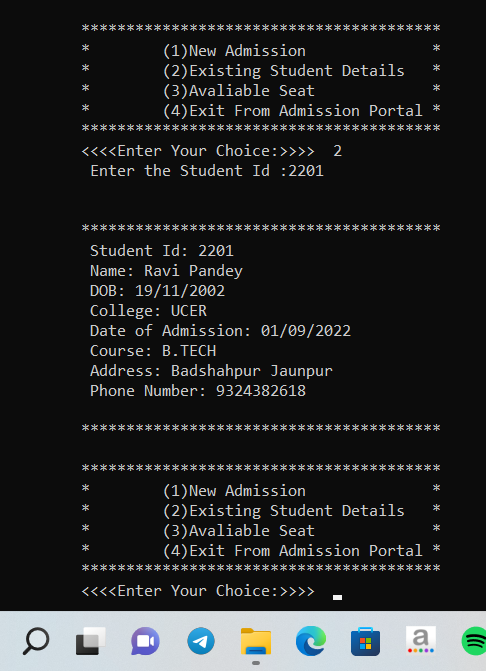 ****************************************
* (1)New Admission *
* (2)Existing Student Details *
* (3)Avaliable Seat *
* (4)Exit From Admission Portal *
****************************************
<<<<Enter Your Choice:>>>> 2
Enter the Student Id :2201
****************************************
Student Id: 2201
Name: Ravi Pandey
DOB: 19/11/2002
College: UCER
Date of Admission: 01/09/2022
Course: B.TECH
Address: Badshahpur Jaunpur
Phone Number: 9324382618
****************************************
****************************************
* (1)New Admission *
* (2)Existing Student Details *
* (3)Avaliable Seat *
* (4)Exit From Admission Portal *
****************************************
<<<<Enter Your Choice:>>>> _
a